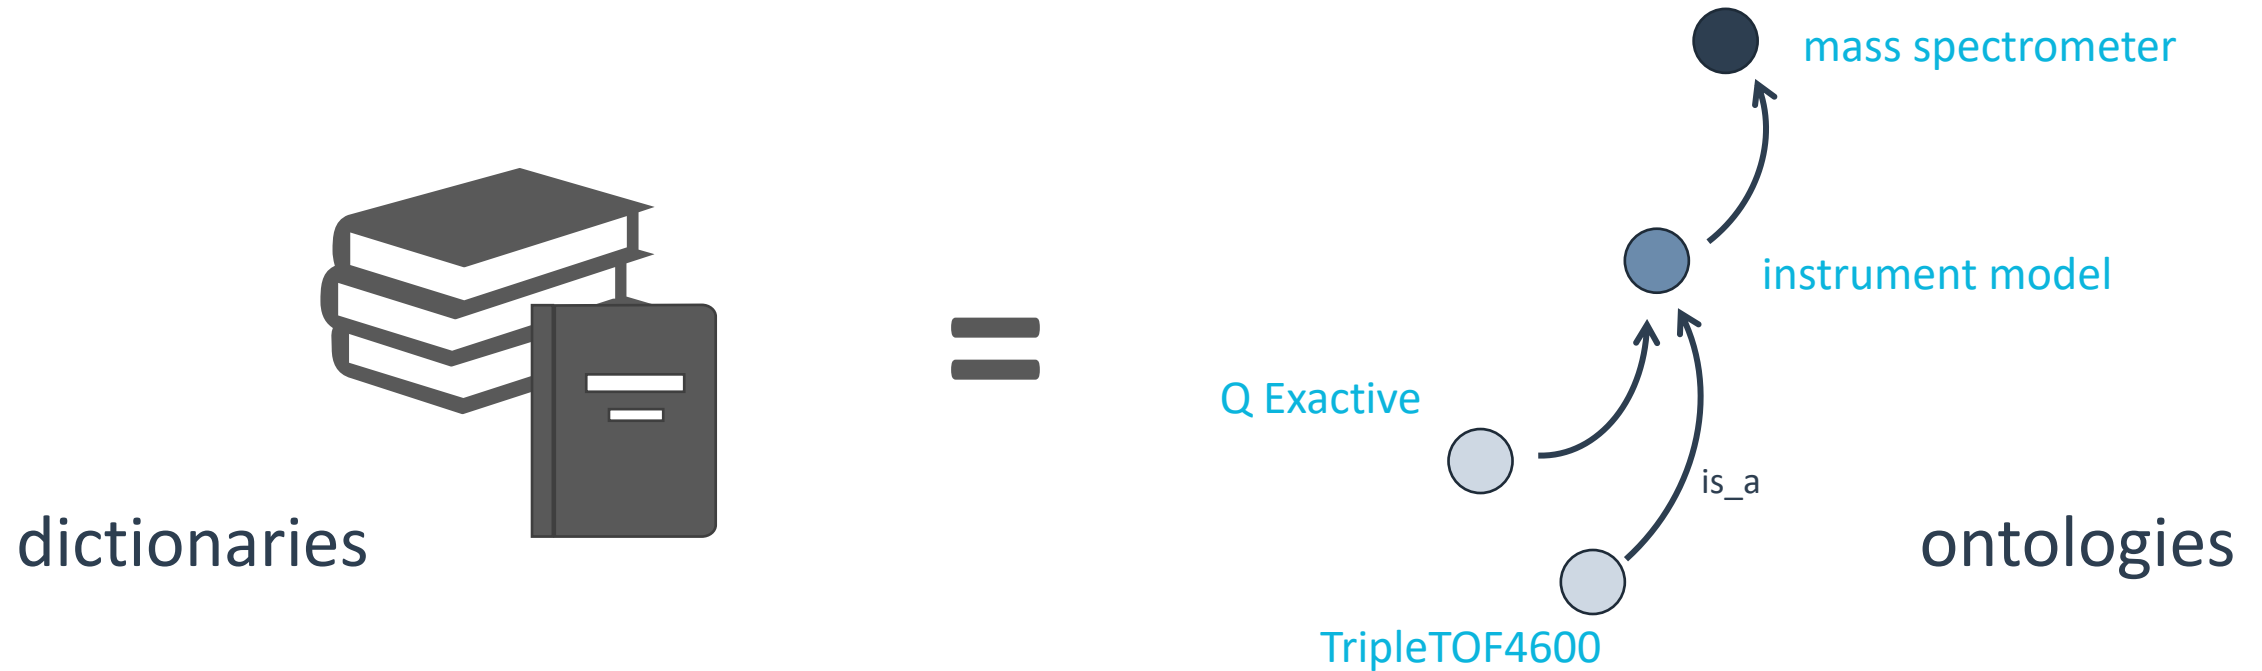 mass spectrometer
instrument model
Q Exactive
is_a
dictionaries
=
ontologies
TripleTOF4600